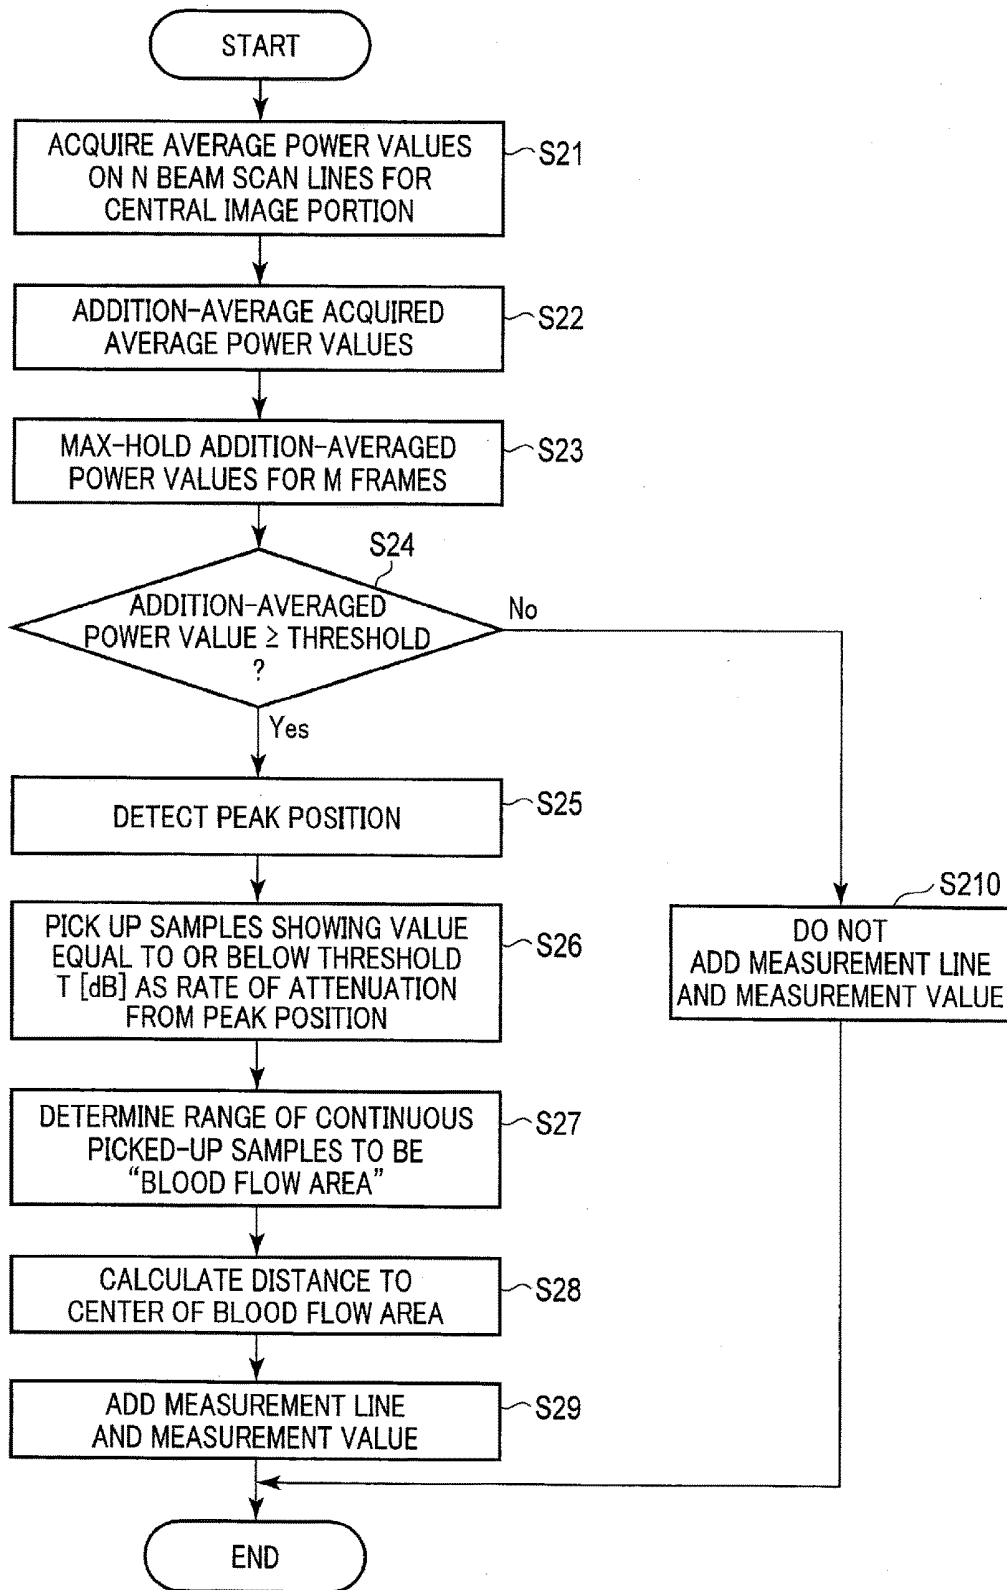 START
ACQUIRE AVERAGE POWER VALUES
ON N BEAM SCAN LINES FOR
CENTRAL IMAGE PORTION
S21
ADDITION-AVERAGE ACQUIRED
AVERAGE POWER VALUES
S22
MAX-HOLD ADDITION-AVERAGED
POWER VALUES FOR M FRAMES
S23
S24
ADDITION-AVERAGED
POWER VALUE ≥ THRESHOLD
?
No
Yes
DETECT PEAK POSITION
S25
PICK UP SAMPLES SHOWING VALUE
EQUAL TO OR BELOW THRESHOLD
T [dB] AS RATE OF ATTENUATION
FROM PEAK POSITION
S26
S210
DO NOT
ADD MEASUREMENT LINE
AND MEASUREMENT VALUE
DETERMINE RANGE OF CONTINUOUS
PICKED-UP SAMPLES TO BE
“BLOOD FLOW AREA”
S27
CALCULATE DISTANCE TO
CENTER OF BLOOD FLOW AREA
S28
ADD MEASUREMENT LINE
AND MEASUREMENT VALUE
S29
END